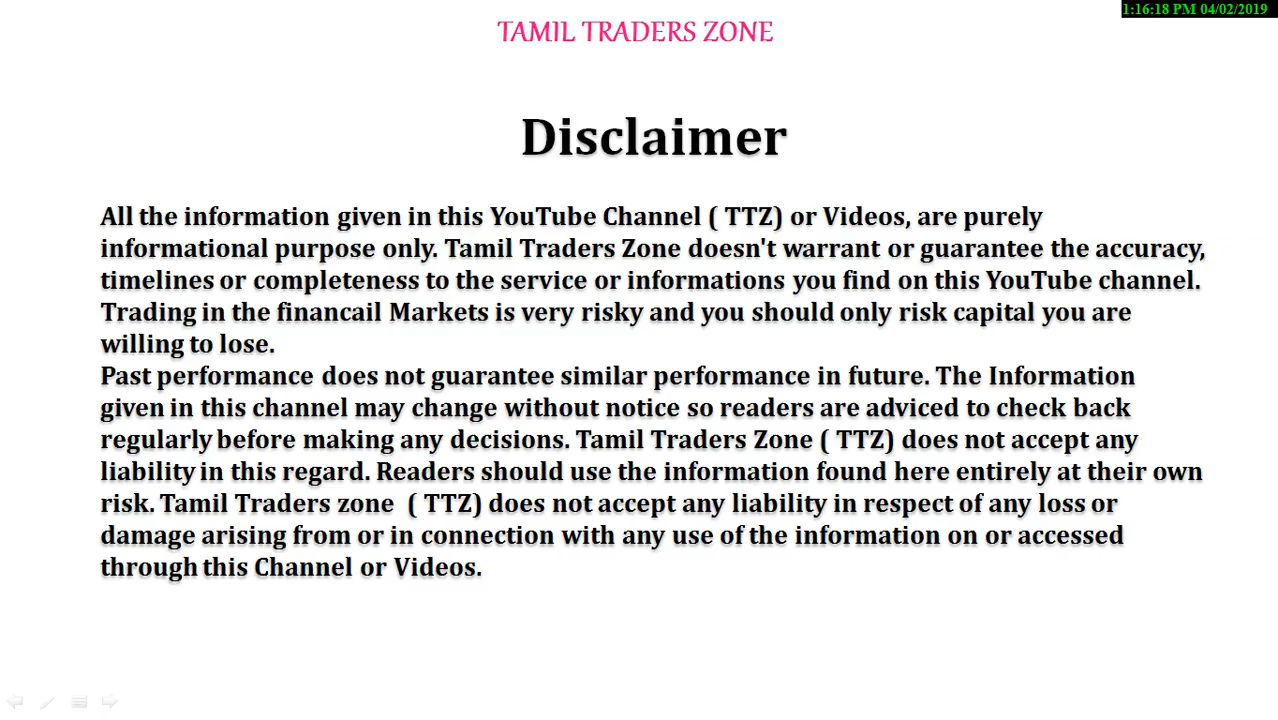 1:16:18 PM 04/02/2019
TAMIL TRADERS ZONE
Disclaimer
All the information given in this YouTube Channel ( TTZ) or Videos, are purely
informational purpose only. Tamil Traders Zone doesn't warrant or guarantee the accuracy,
timelines or completeness to the service or informations you find on this YouTube channel.
Trading in the financail Markets is very risky and you should only risk capital you are
willing to lose.
Past performance does not guarantee similar performance in future. The Information
given in this channel may change without notice so readers are adviced to check back
regularly before making any decisions. Tamil Traders Zone ( TTZ) does not accept any
liability in this regard. Readers should use the information found here entirely at their own
risk. Tamil Traders zone  ( TTZ) does not accept any liability in respect of any loss or
damage arising from or in connection with any use of the information on or accessed
through this Channel or Videos.